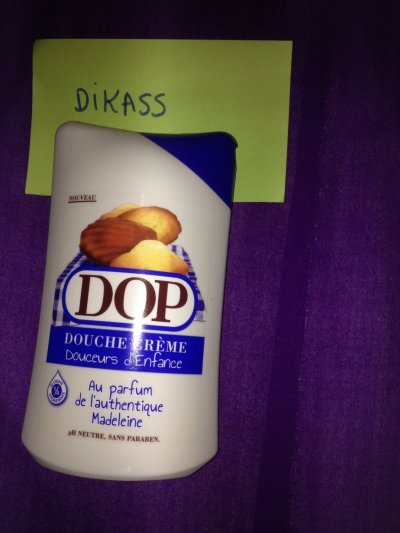 DiKASS
NOUVEAU
DOP
DOUCHE CRÈME
Douceurs d'Enfance
Au parfum
de l'authentique
Madeleine
pH NEUTRE, SANS PARABEN.